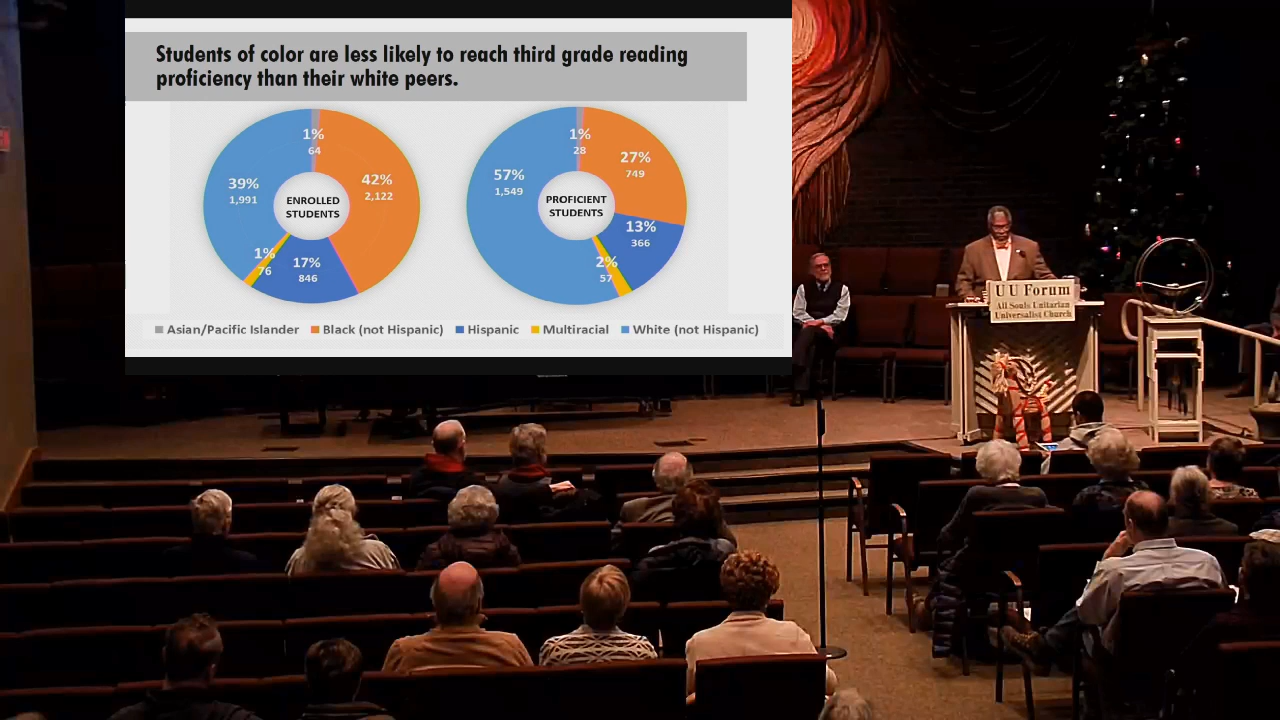 Students of color are less likely to reach third grade reading
proficiency than their white peers.
1%
64
42%
2,122
17%
846
1%
76
39%
1,991
ENROLLED
STUDENTS
1%
28
27%
749
13%
366
2%
57
57%
1,549
PROFICIENT
STUDENTS
Asian/Pacific Islander Black (not Hispanic) Hispanic Multiracial White (not Hispanic)
UU Forum
All Souls Unitarian
Universalist Church